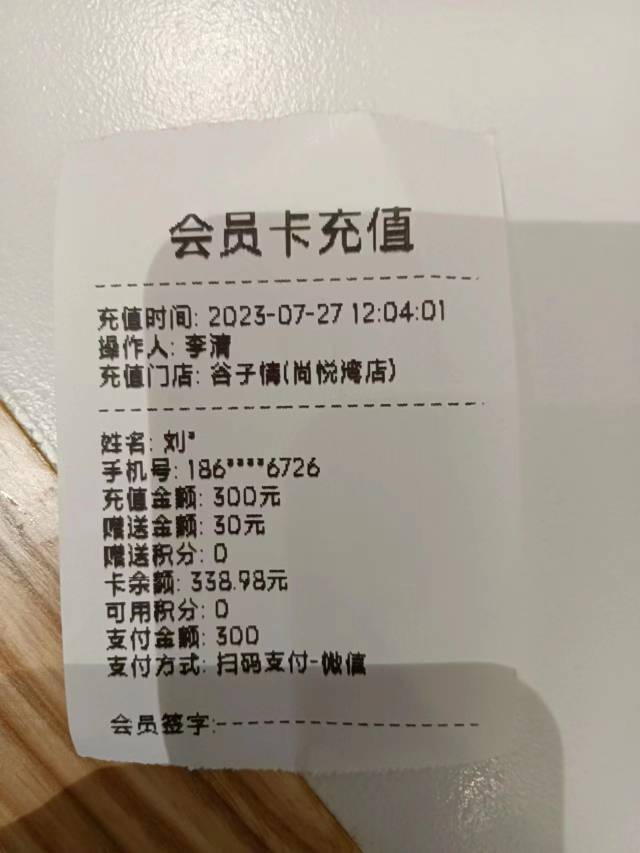 会员卡充值
充值时间: 2023-07-27 12:04:01
操作人: 李清
充值门店: 谷子情(尚悦湾店)
姓名: 刘*
手机号: 186****6726
充值金额: 300元
赠送金额: 30元
赠送积分: 0
卡余额: 338.98元
可用积分: 0
支付金额: 300
支付方式: 扫码支付-微信
会员签字: